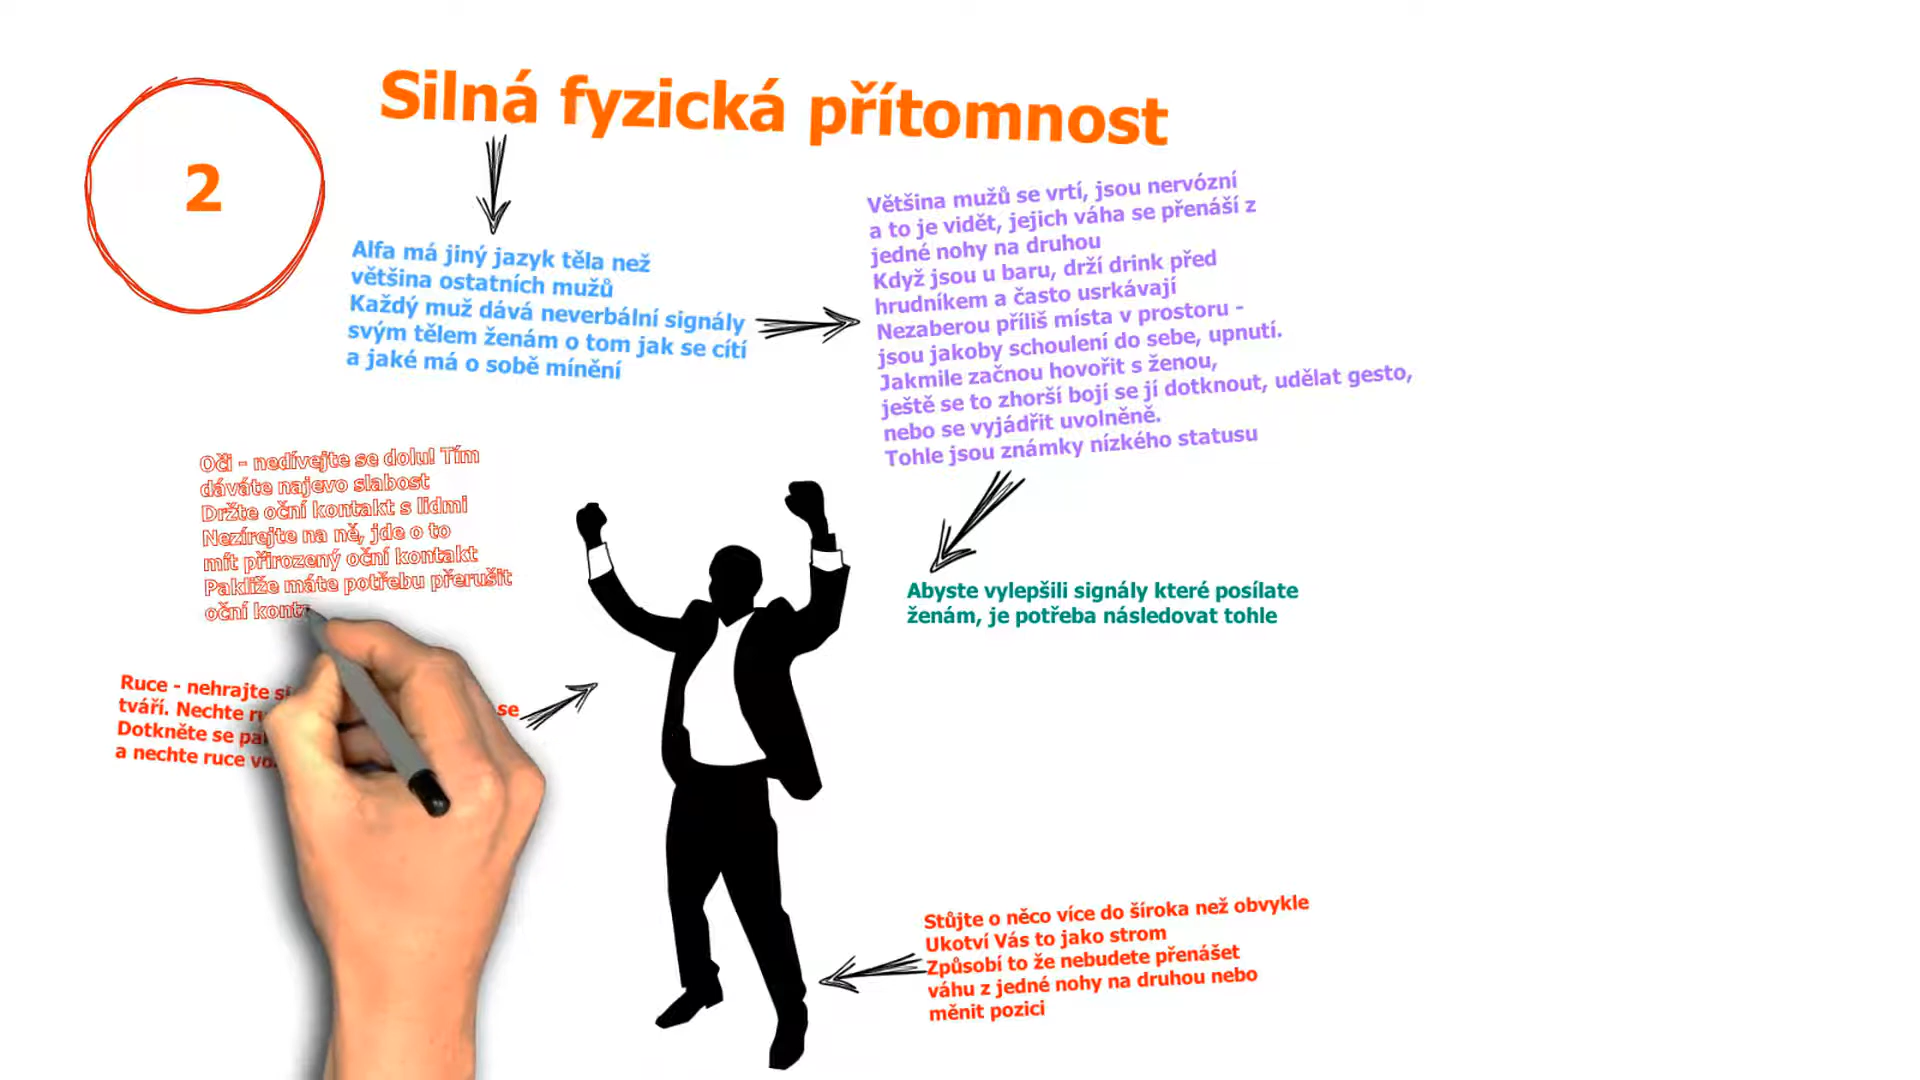 2
Silná fyzická přítomnost
Alfa má jiný jazyk těla než
většina ostatních mužů
Každý muž dává neverbální signály
svým tělem ženám o tom jak se cítí
a jaké má o sobě mínění
Většina mužů se vrtí, jsou nervózní
a to je vidět, jejich váha se přenáší z
jedné nohy na druhou
Když jsou u baru, drží drink před
hrudníkem a často usrkávají
Nezaberou příliš místa v prostoru -
jsou jakoby schoulení do sebe, upnutí.
Jakmile začnou hovořit s ženou,
ještě se to zhorší bojí se jí dotknout, udělat gesto,
nebo se vyjádřit uvolněně.
Tohle jsou známky nízkého statusu
Oči - nedívejte se dolu! Tím
dáváte najevo slabost
Držte oční kontakt s lidmi
Nezírejte na ně, jde o to
mít přirozený oční kontakt
Pakliže máte potřebu přerušit
oční
Abyste vylepšili signály které posílate
ženám, je potřeba následovat tohle
Ruce - nehrajte
tváří. Nechte se
Dotkněte se
a nechte ruce
Stůjte o něco více do šíroka než obvykle
Ukotví Vás to jako strom
Způsobí to že nebudete přenášet
váhu z jedné nohy na druhou nebo
měnit pozici